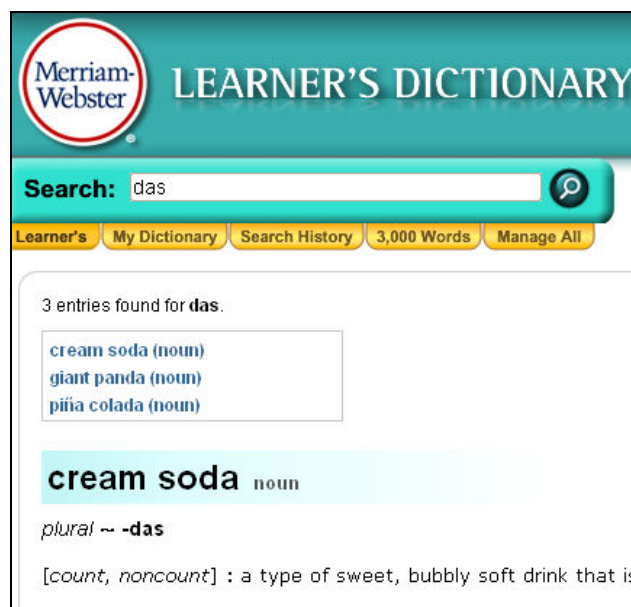 Merriam-
Webster
®
LEARNER'S DICTIONARY
Search: das
Learner's My Dictionary Search History 3,000 Words Manage All
3 entries found for das.
cream soda (noun)
giant panda (noun)
piña colada (noun)
cream soda noun
plural ~ -das
[count, noncount] : a type of sweet, bubbly soft drink that is